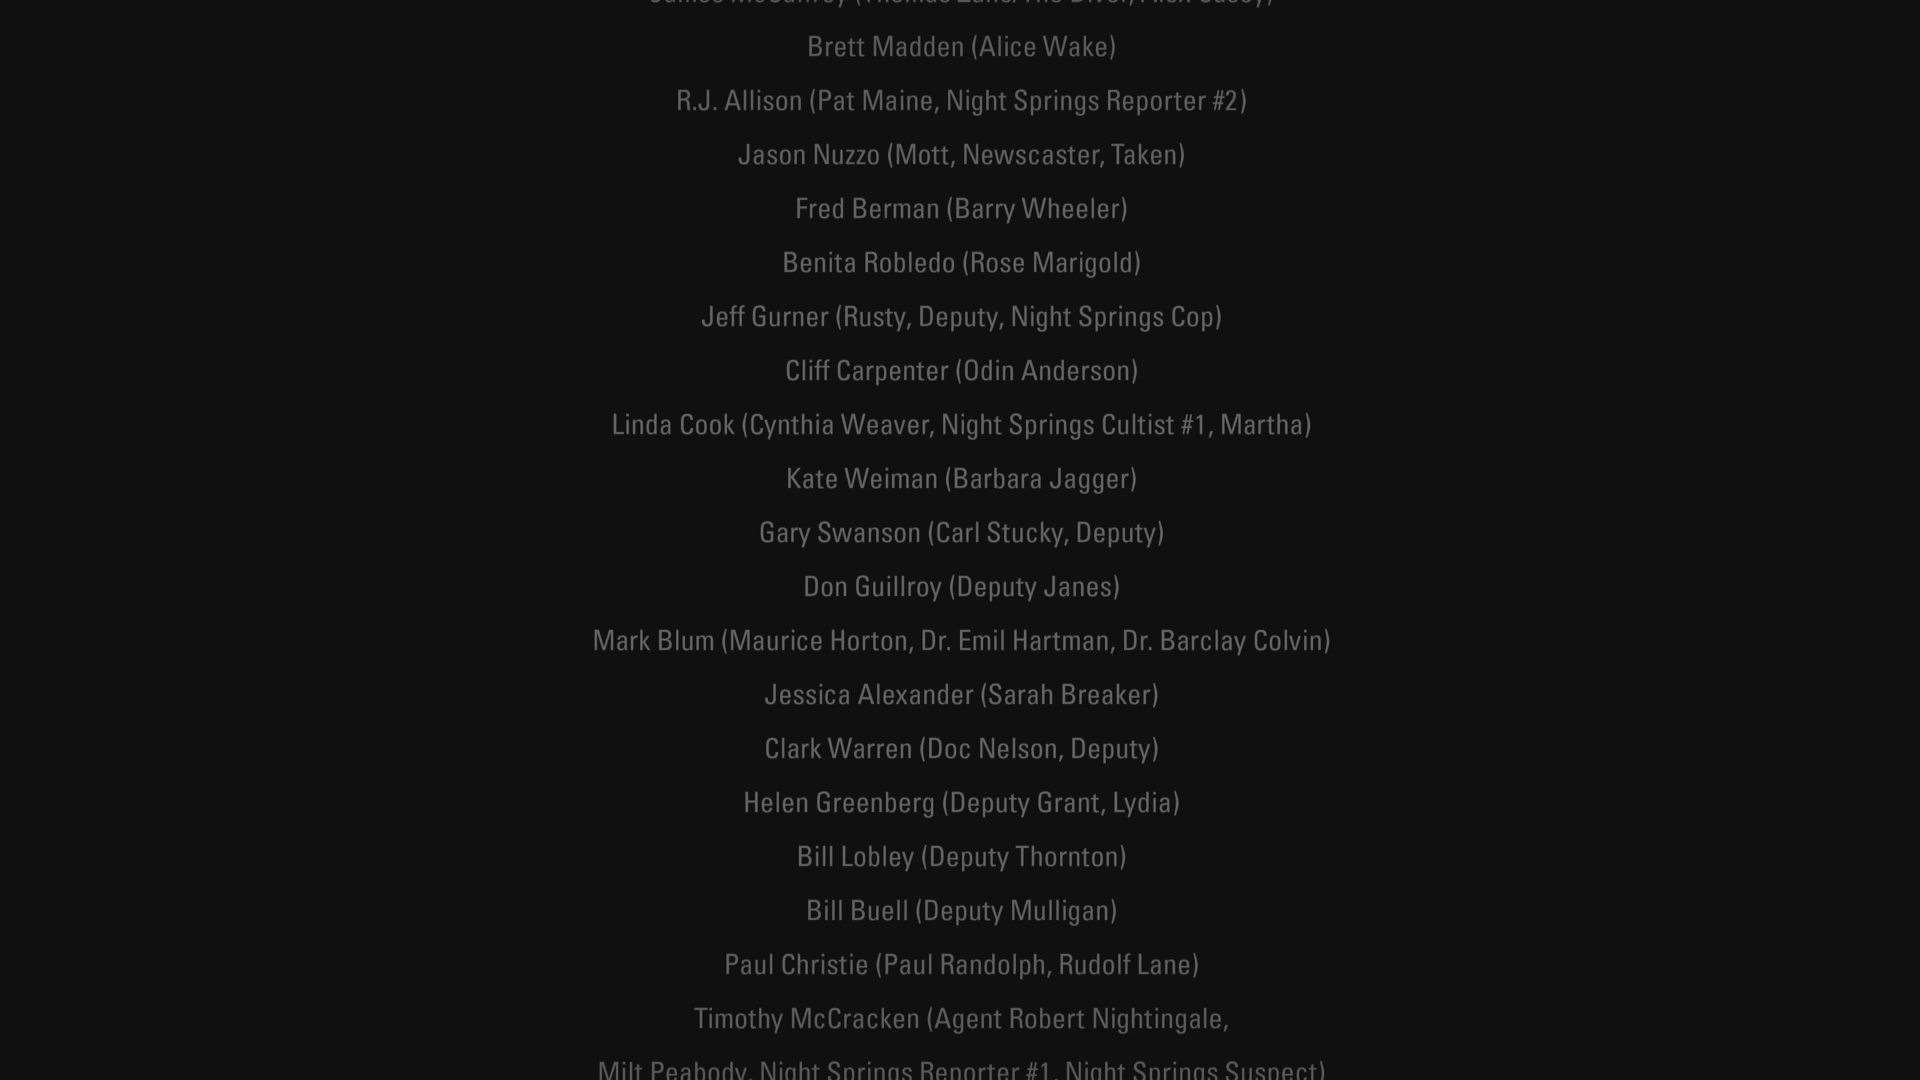 Brett Madden (Alice Wake)
R.J. Allison (Pat Maine, Night Springs Reporter #2)
Jason Nuzzo (Mott, Newscaster, Taken)
Fred Berman (Barry Wheeler)
Benita Robledo (Rose Marigold)
Jeff Gurner (Rusty, Deputy, Night Springs Cop)
Cliff Carpenter (Odin Anderson)
Linda Cook (Cynthia Weaver, Night Springs Cultist #1, Martha)
Kate Weiman (Barbara Jagger)
Gary Swanson (Carl Stucky, Deputy)
Don Guillroy (Deputy Janes)
Mark Blum (Maurice Horton, Dr. Emil Hartman, Dr. Barclay Colvin)
Jessica Alexander (Sarah Breaker)
Clark Warren (Doc Nelson, Deputy)
Helen Greenberg (Deputy Grant, Lydia)
Bill Lobley (Deputy Thornton)
Bill Buell (Deputy Mulligan)
Paul Christie (Paul Randolph, Rudolf Lane)
Timothy McCracken (Agent Robert Nightingale,
Milt Peabody, Night Springs Reporter #1, Night Springs Suspect)